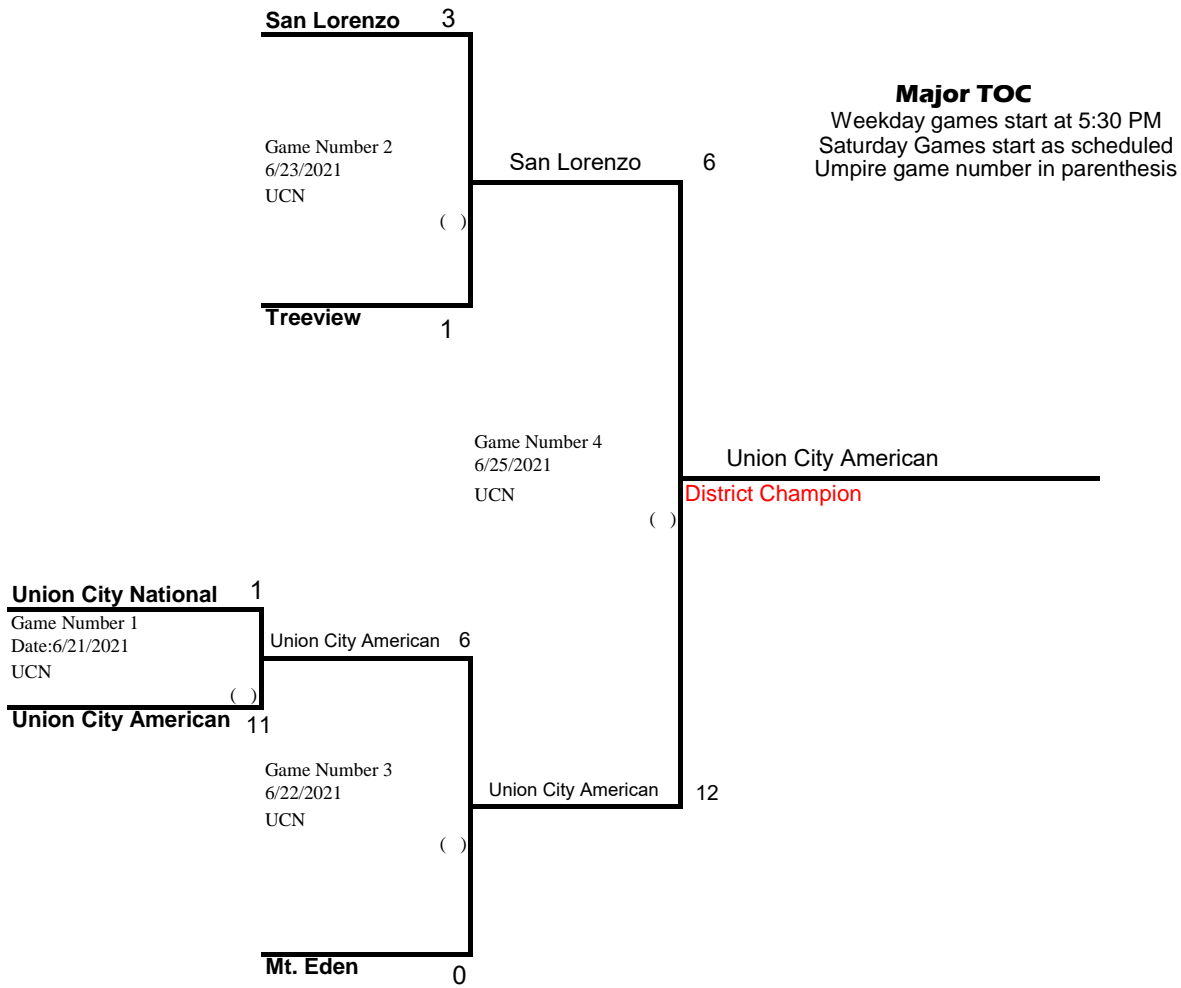 San Lorenzo 3
Major TOC
Weekday games start at 5:30 PM
Saturday Games start as scheduled
Umpire game number in parenthesis
Game Number 2
6/23/2021
UCN
( )
San Lorenzo 6
Treeview 1
Game Number 4
6/25/2021
UCN
( )
Union City American
District Champion
Union City National 1
Game Number 1
Date:6/21/2021
UCN
( )
Union City American 11
Union City American 6
Game Number 3
6/22/2021
UCN
( )
Union City American 12
Mt. Eden 0